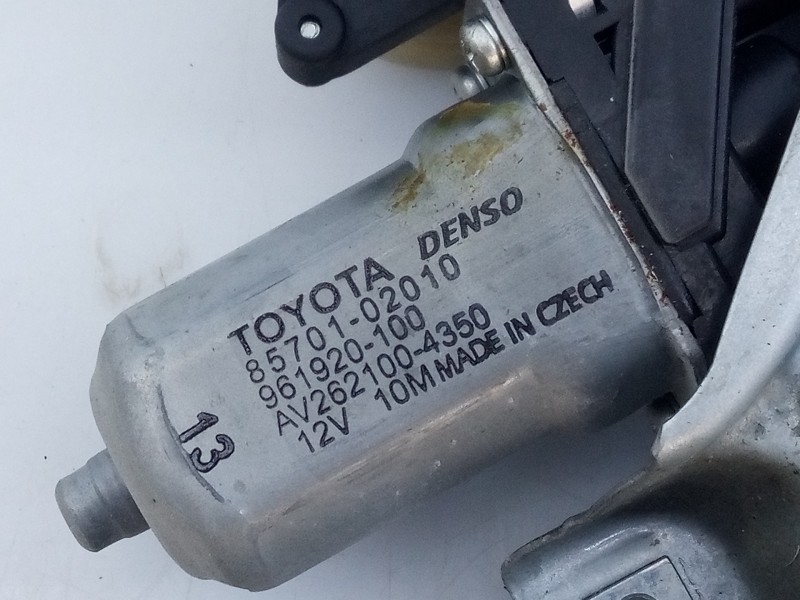 TOYOTA DENSO
85701-02010
961920-100
AV262100-4350
12V 10M MADE IN CZECH
13